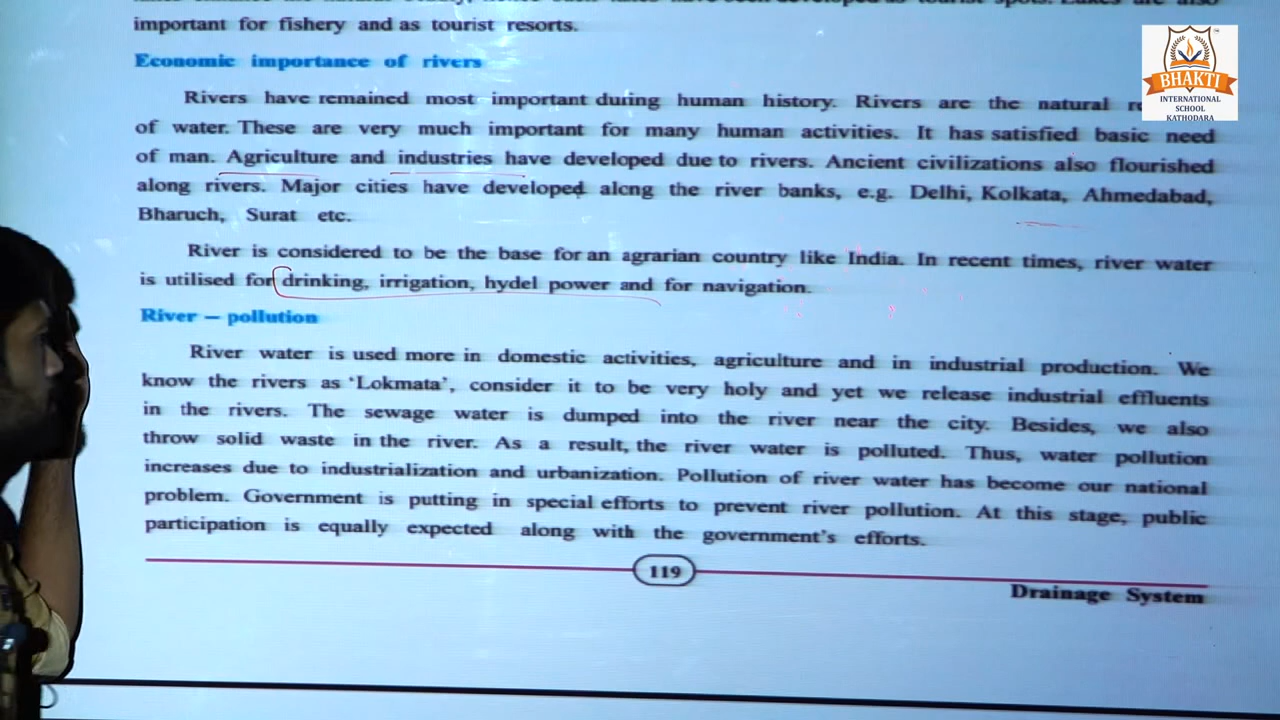 important for fishery and as tourist resorts.
Economic importance of rivers
Rivers have remained most important during human history. Rivers are the natural
of water. These are very much important for many human activities. It has satisfied basic need
of man. Agriculture and industries have developed due to rivers. Ancient civilizations also flourished
along rivers. Major cities have developed along the river banks, e.g. Delhi, Kolkata, Ahmedabad,
Bharuch, Surat etc.
River is considered to be the base for an agrarian country like India. In recent times, river water
is utilised for drinking, irrigation, hydel power and for navigation.
River – pollution
River water is used more in domestic activities, agriculture and in industrial production. We
know the rivers as ‘Lokmata’, consider it to be very holy and yet we release industrial effluents
in the rivers. The sewage water is dumped into the river near the city. Besides, we also
throw solid waste in the river. As a result, the river water is polluted. Thus, water pollution
increases due to industrialization and urbanization. Pollution of river water has become our national
problem. Government is putting in special efforts to prevent river pollution. At this stage, public
participation is equally expected along with the government's efforts.
119
Drainage System
BHAKTI
INTERNATIONAL
SCHOOL
KATHODARA